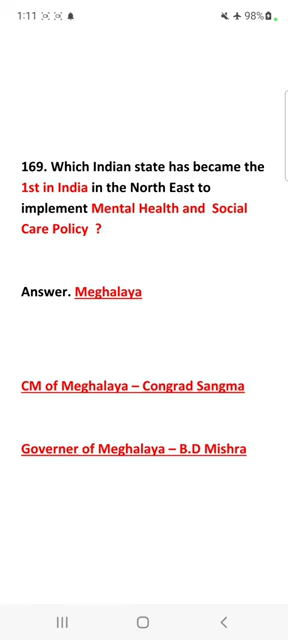 1:11 98%
169. Which Indian state has became the
1st in India in the North East to
implement Mental Health and Social
Care Policy ?
Answer. Meghalaya
CM of Meghalaya – Congrad Sangma
Governer of Meghalaya – B.D Mishra